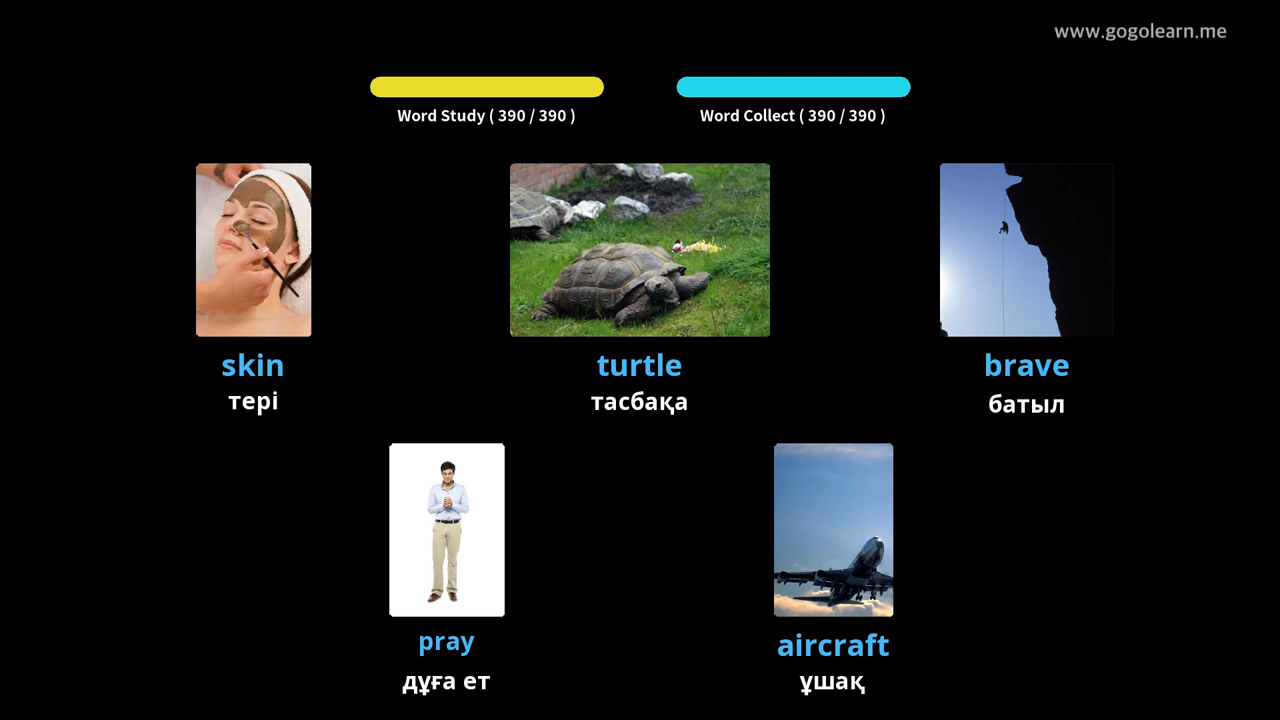 www.gogolearn.me
Word Study ( 390 / 390 )
Word Collect ( 390 / 390 )
skin
тері
turtle
тасбақа
brave
батыл
pray
дұға ет
aircraft
ұшақ